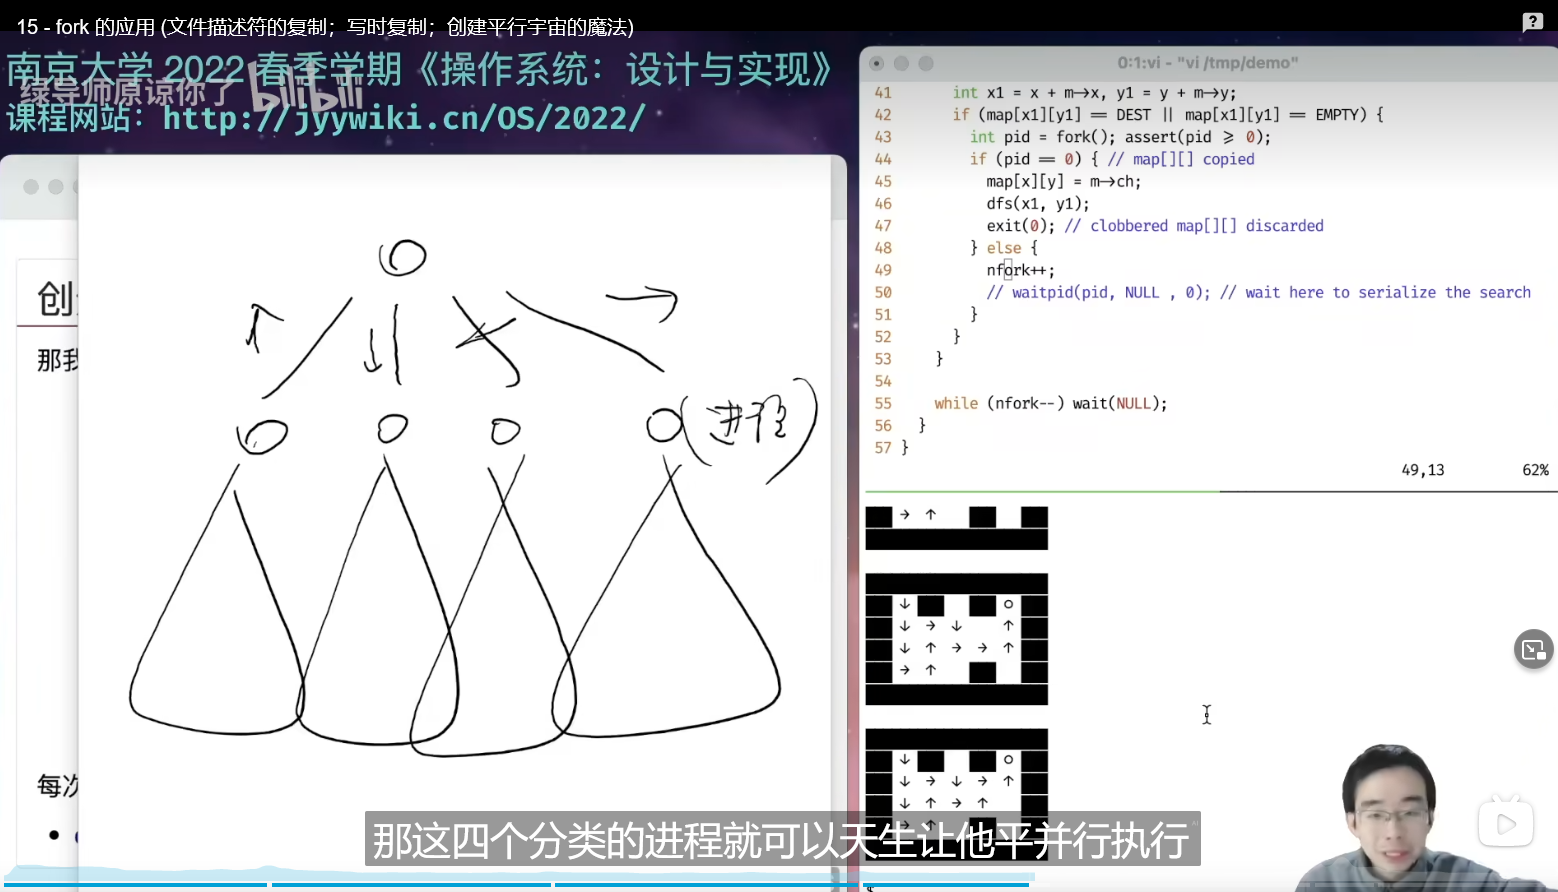 15 - fork 的应用 (文件描述符的复制；写时复制；创建平行宇宙的魔法)
南京大学 2022 春季学期《操作系统：设计与实现》
绿导师原谅你了 bilibili
课程网站：http://jyywiki.cn/OS/2022/
创
那我
每次
进程
0:1:vi - "vi /tmp/demo"
41 int x1 = x + m→x, y1 = y + m→y;
42 if (map[x1][y1] == DEST || map[x1][y1] == EMPTY) {
43 int pid = fork(); assert(pid ≥ 0);
44 if (pid == 0) { // map[][] copied
45 map[x][y] = m→ch;
46 dfs(x1, y1);
47 exit(0); // clobbered map[][] discarded
48 } else {
49 nfork++;
50 // waitpid(pid, NULL , 0); // wait here to serialize the search
51 }
52 }
53 }
54
55 while (nfork--) wait(NULL);
56 }
57 }
49,13 62%
→ ↑
↓ o
↓ → ↓ ↑
↓ ↑ → → ↑
→ ↑
↓ o
↓ → ↓ → ↑
↓ ↑ → ↑
那这四个分类的进程就可以天生让他平并行执行